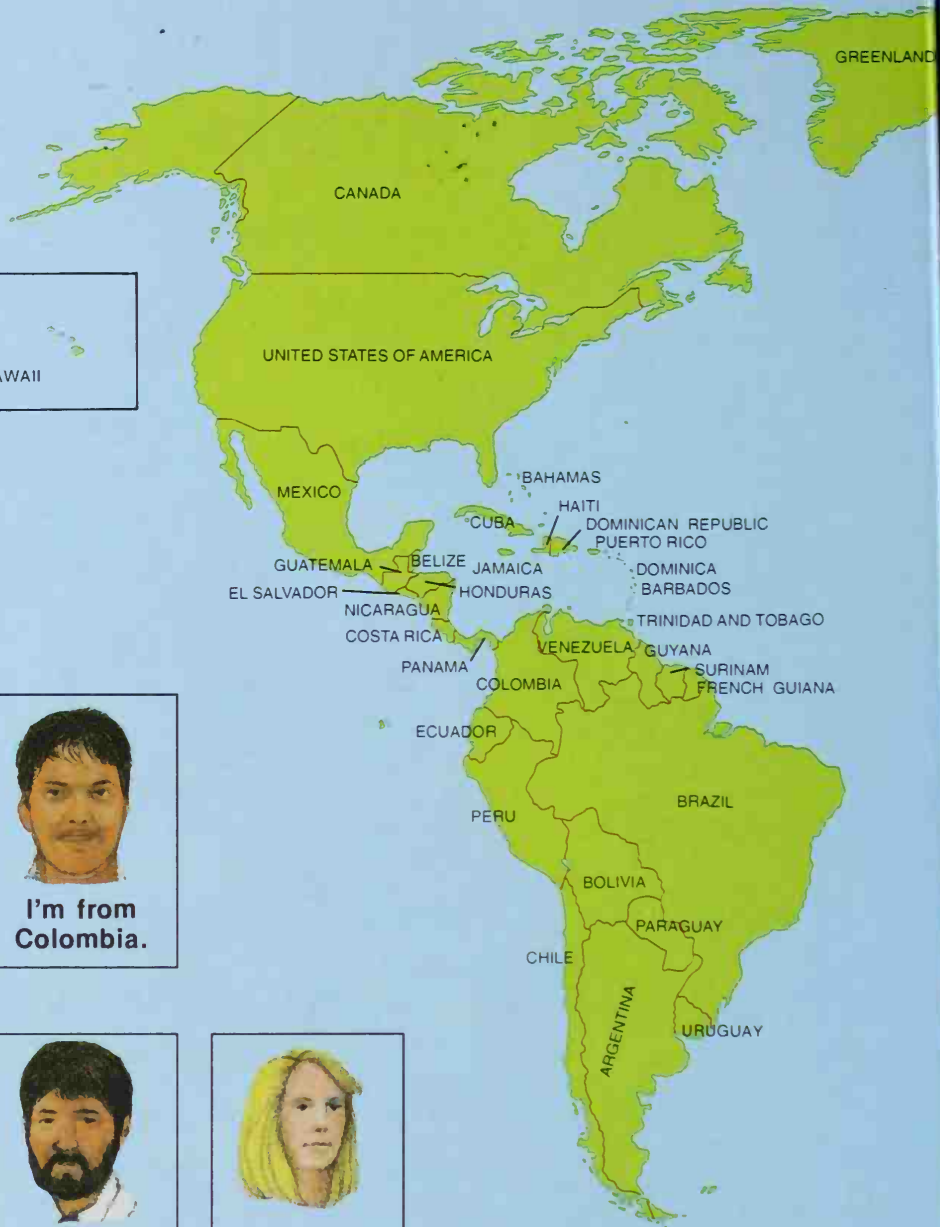 GREENLAND
CANADA
UNITED STATES OF AMERICA
AWAII
MEXICO
BAHAMAS
HAITI
CUBA
DOMINICAN REPUBLIC
PUERTO RICO
GUATEMALA
BELIZE
JAMAICA
DOMINICA
EL SALVADOR
HONDURAS
BARBADOS
NICARAGUA
TRINIDAD AND TOBAGO
COSTA RICA
VENEZUELA
GUYANA
PANAMA
SURINAM
COLOMBIA
FRENCH GUIANA
ECUADOR
BRAZIL
PERU
BOLIVIA
PARAGUAY
CHILE
ARGENTINA
URUGUAY
I'm from
Colombia.